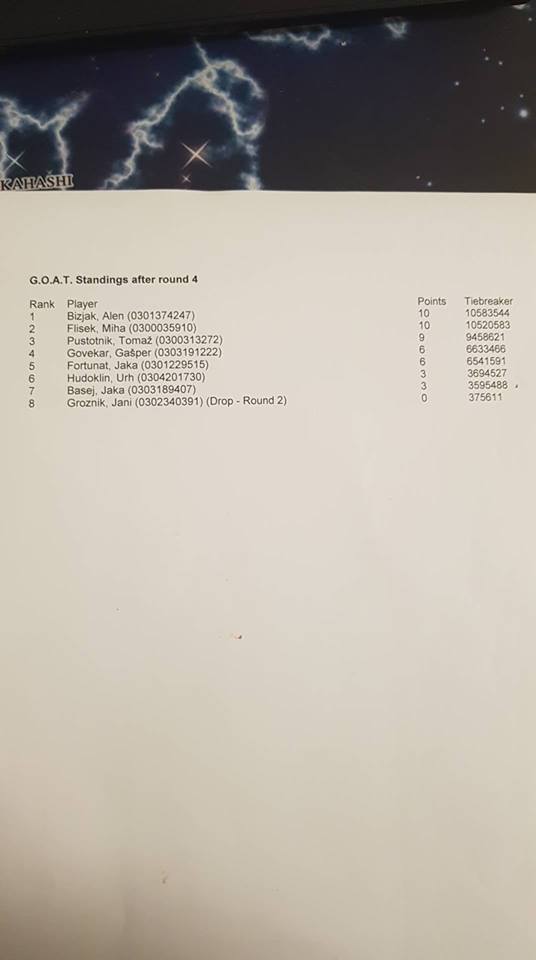 KAHASHI
G.O.A.T. Standings after round 4
Rank Player Points Tiebreaker
1 Bizjak, Alen (0301374247) 10 10583544
2 Flisek, Miha (0300035910) 10 10520583
3 Pustotnik, Tomaž (0300313272) 9 9458621
4 Govekar, Gašper (0303191222) 6 6633466
5 Fortunat, Jaka (0301229515) 6 6541591
6 Hudoklin, Urh (0304201730) 3 3694527
7 Basej, Jaka (0303189407) 3 3595488
8 Groznik, Jani (0302340391) (Drop - Round 2) 0 375611